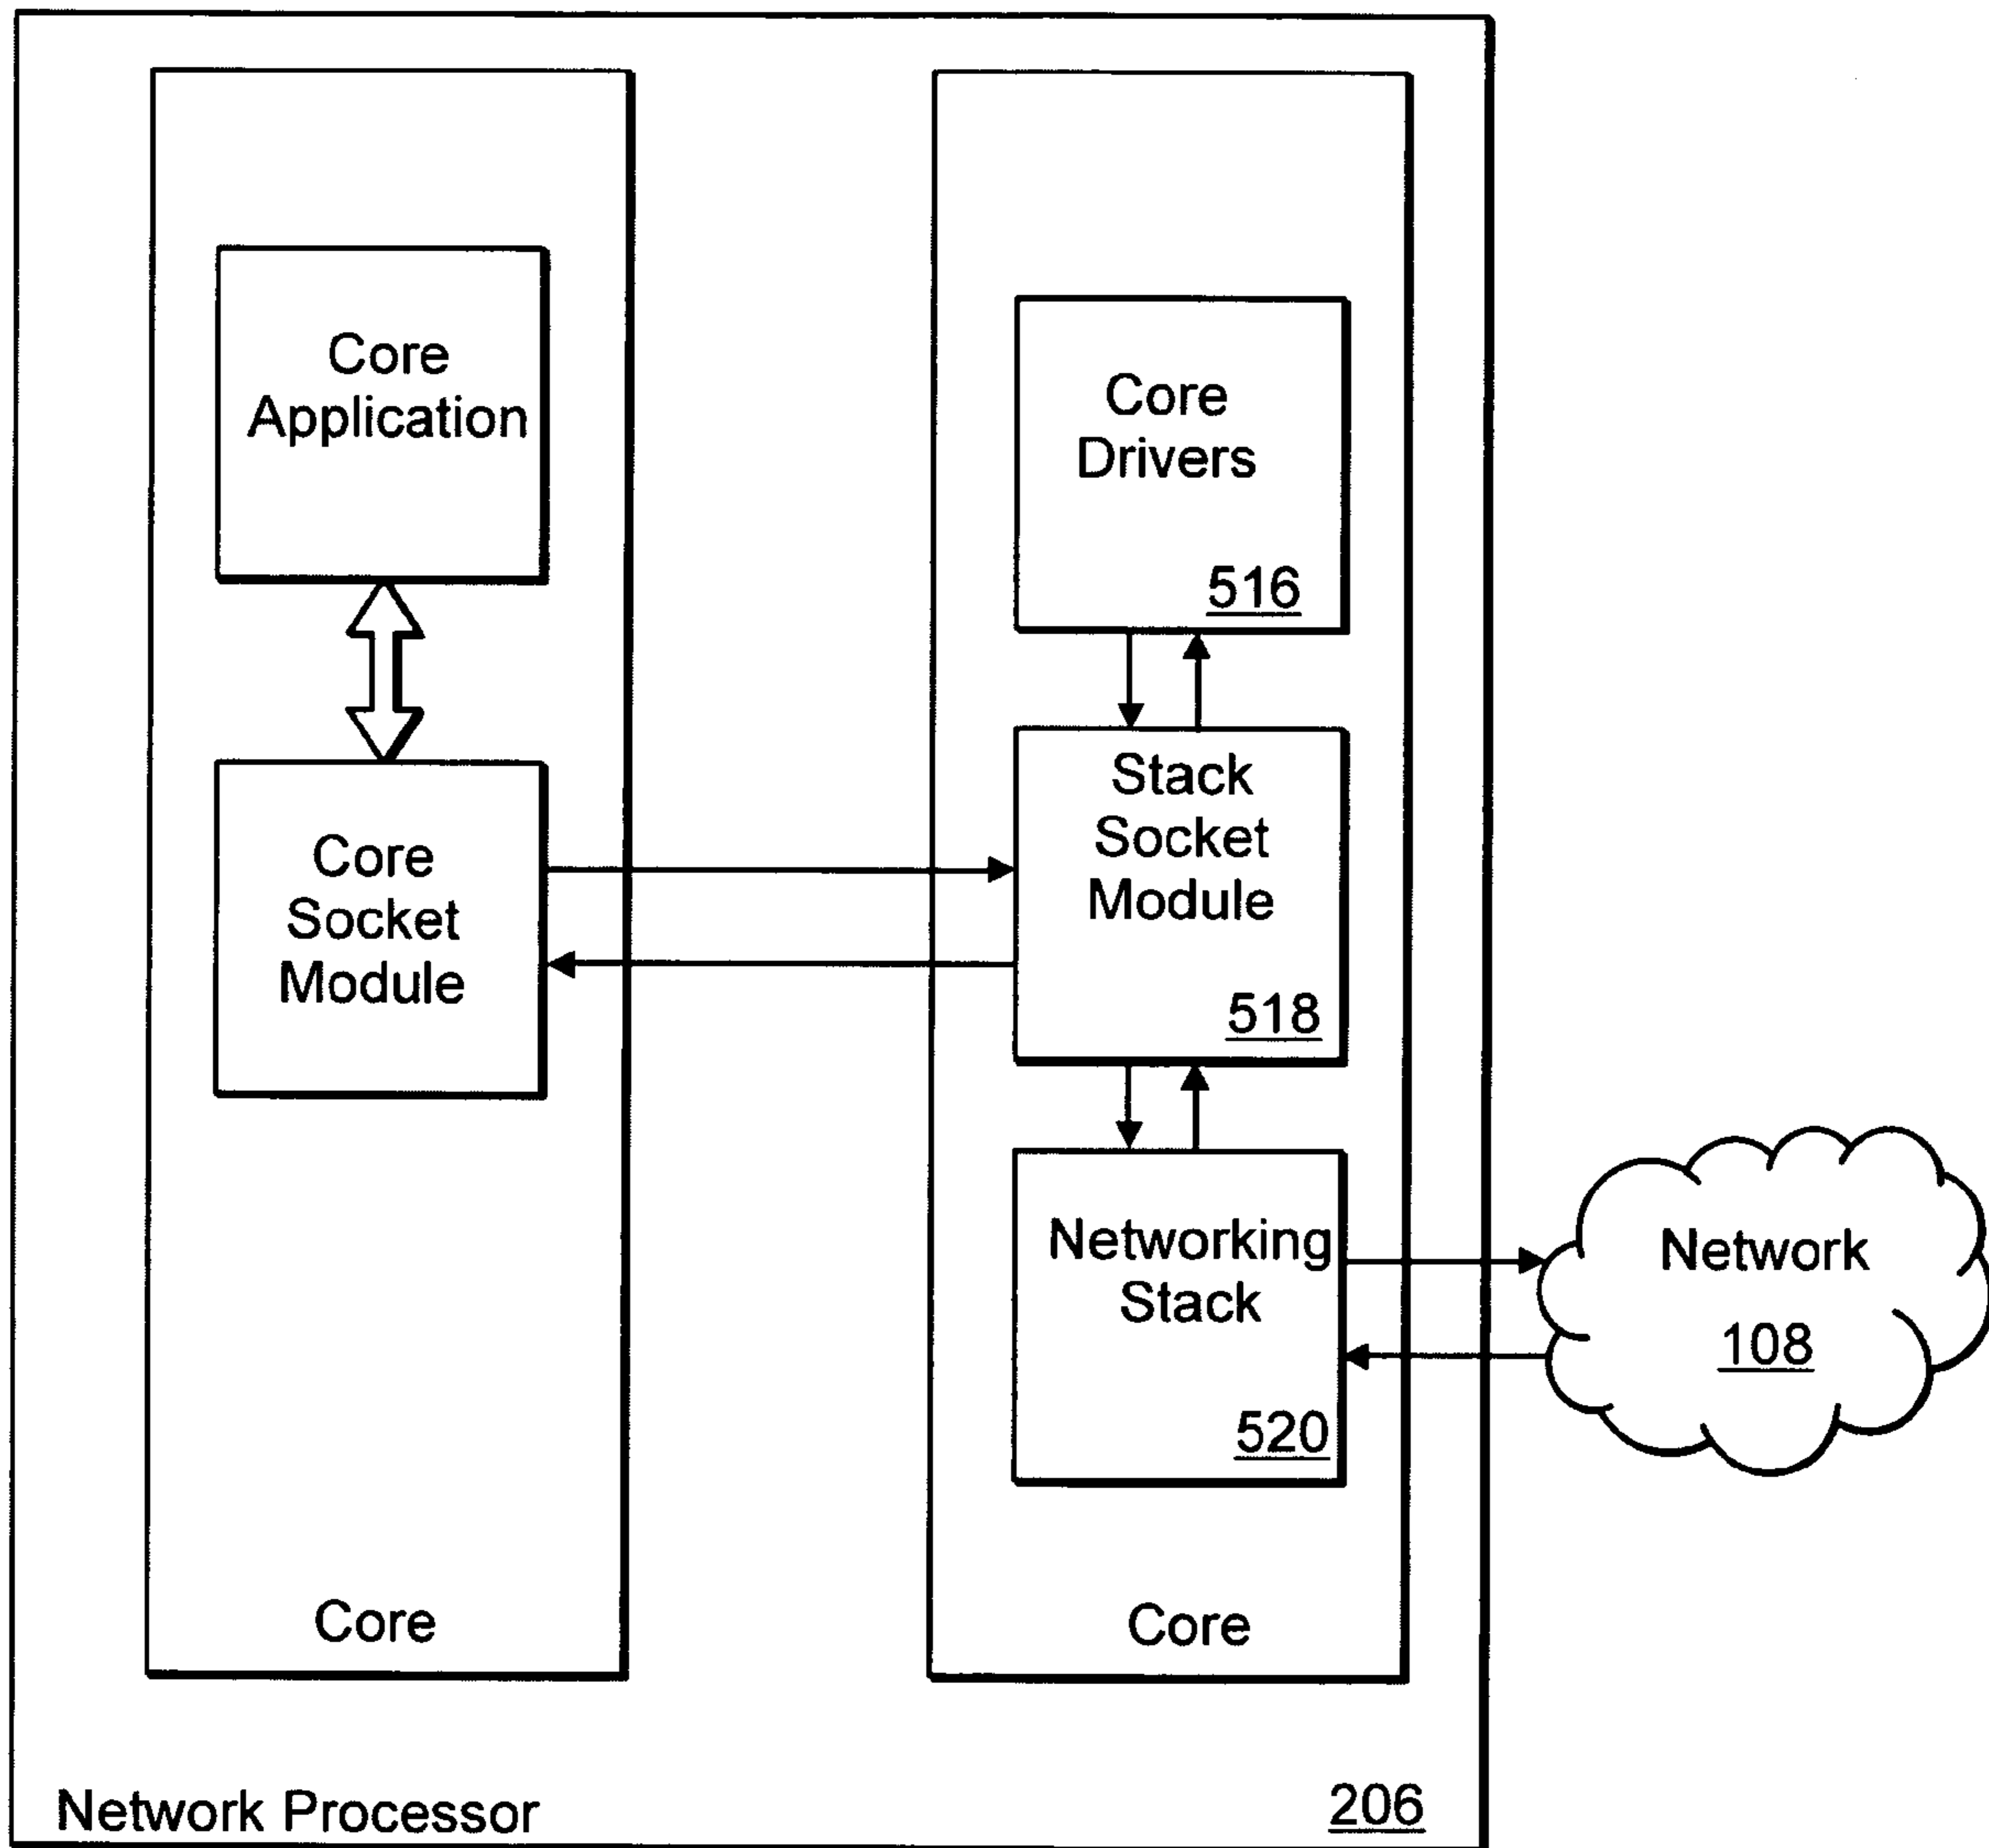 Core
Application
Core
Socket
Module
Core
Core
Drivers
516
Stack
Socket
Module
518
Networking
Stack
520
Core
Network
108
Network Processor
206